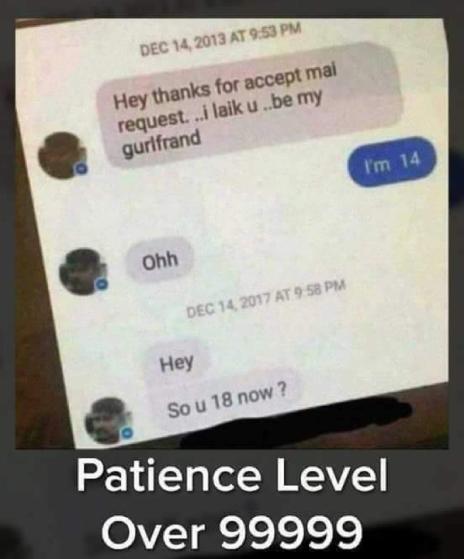 DEC 14, 2013 AT 9:53 PM
Hey thanks for accept mai
request. ..i laik u ..be my
gurlfrand
I'm 14
Ohh
DEC 14, 2017 AT 9:58 PM
Hey
So u 18 now ?
Patience Level
Over 99999